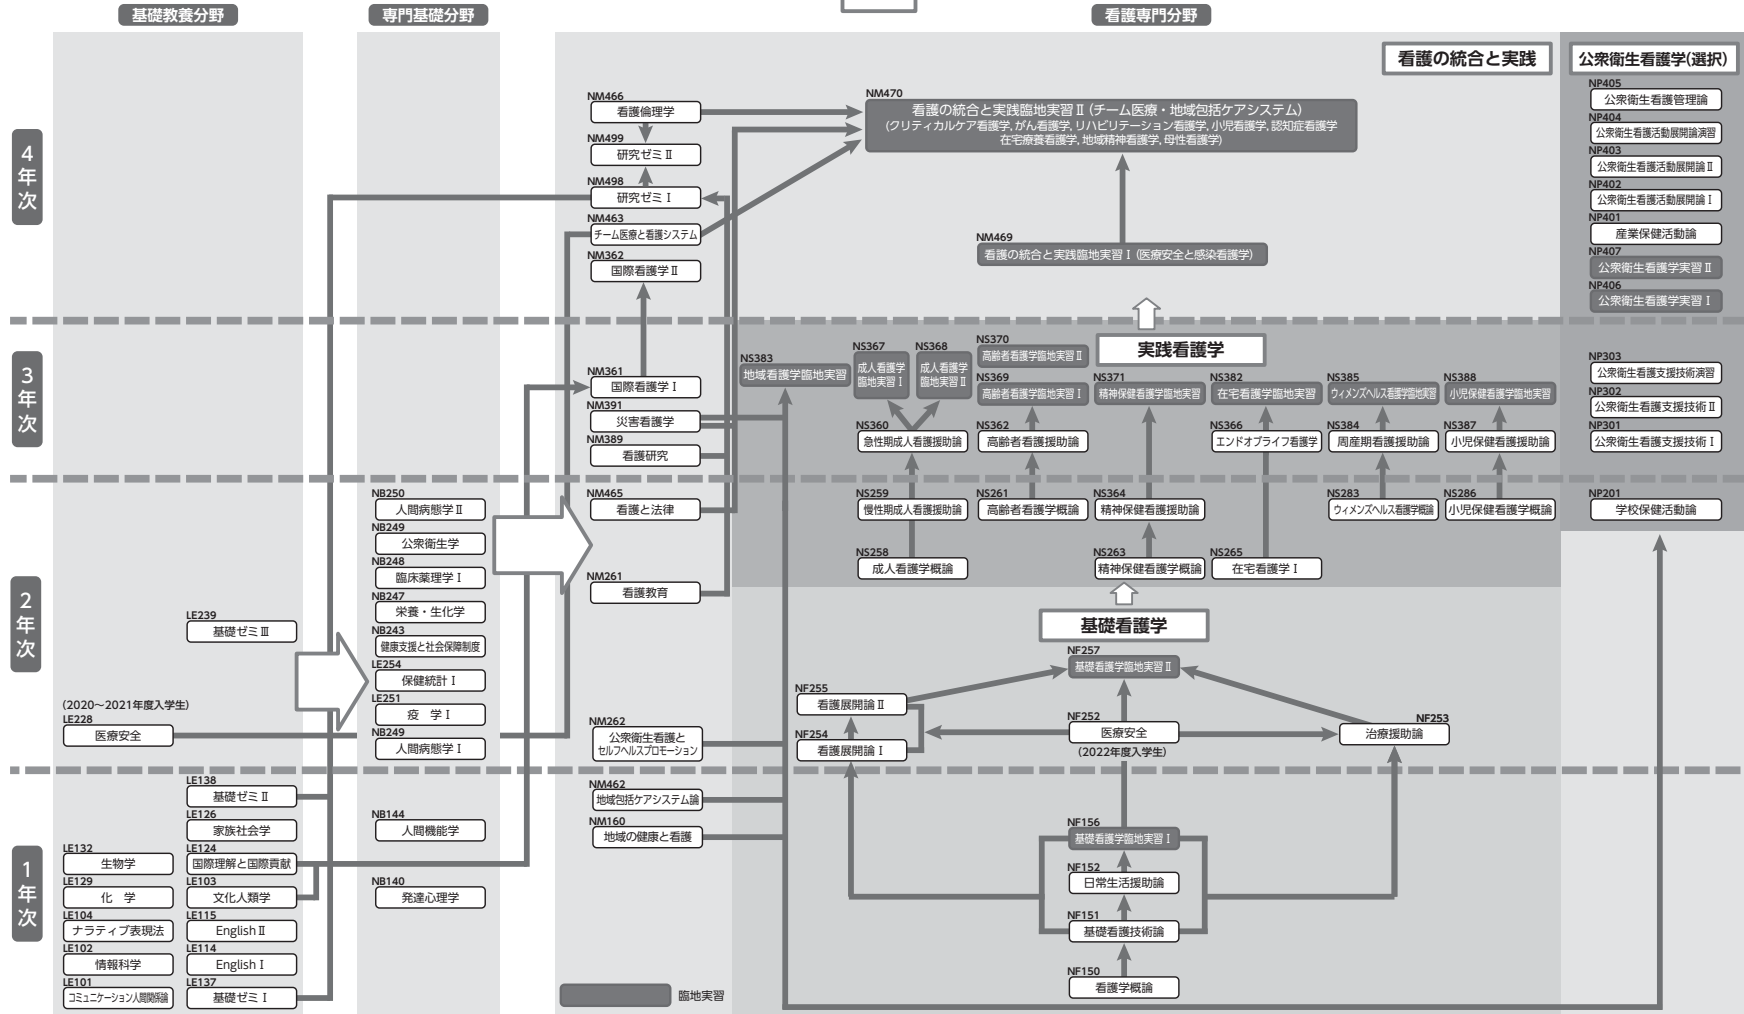 基礎教養分野
専門基礎分野
看護専門分野
看護の統合と実践
公衆衛生看護学(選択)
4年次
NM466
看護倫理学
NM499
研究ゼミⅡ
NM498
研究ゼミⅠ
NM463
チーム医療と看護システム
NM362
国際看護学Ⅱ
NM470
看護の統合と実践臨地実習Ⅱ(チーム医療・地域包括ケアシステム)
(クリティカルケア看護学, がん看護学, リハビリテーション看護学, 小児看護学, 認知症看護学
在宅療養看護学, 地域精神看護学, 母性看護学)
NM469
看護の統合と実践臨地実習Ⅰ(医療安全と感染看護学)
NP405
公衆衛生看護管理論
NP404
公衆衛生看護活動展開論演習
NP403
公衆衛生看護活動展開論Ⅱ
NP402
公衆衛生看護活動展開論Ⅰ
NP401
産業保健活動論
NP407
公衆衛生看護学実習Ⅱ
NP406
公衆衛生看護学実習Ⅰ
3年次
NM361
国際看護学Ⅰ
NM391
災害看護学
NM389
看護研究
実践看護学
NS383
地域看護学臨地実習
NS367
成人看護学
臨地実習Ⅰ
NS368
成人看護学
臨地実習Ⅱ
NS370
高齢者看護学臨地実習Ⅱ
NS369
高齢者看護学臨地実習Ⅰ
NS371
精神保健看護学臨地実習
NS382
在宅看護学臨地実習
NS385
ウィメンズヘルス看護学臨地実習
NS388
小児保健看護学臨地実習
NS360
急性期成人看護援助論
NS362
高齢者看護援助論
NS366
エンドオブライフ看護学
NS384
周産期看護援助論
NS387
小児保健看護援助論
NP303
公衆衛生看護支援技術演習
NP302
公衆衛生看護支援技術Ⅱ
NP301
公衆衛生看護支援技術Ⅰ
2年次
LE239
基礎ゼミⅢ
(2020〜2021年度入学生)
LE228
医療安全
NB250
人間病態学Ⅱ
NB249
公衆衛生学
NB248
臨床薬理学Ⅰ
NB247
栄養・生化学
NB243
健康支援と社会保障制度
LE254
保健統計Ⅰ
LE251
疫 学Ⅰ
NB249
人間病態学Ⅰ
NM465
看護と法律
NM261
看護教育
NM262
公衆衛生看護と
セルフヘルスプロモーション
NS259
慢性期成人看護援助論
NS261
高齢者看護学概論
NS364
精神保健看護援助論
NS283
ウィメンズヘルス看護学概論
NS286
小児保健看護学概論
NS258
成人看護学概論
NS263
精神保健看護学概論
NS265
在宅看護学Ⅰ
NP201
学校保健活動論
基礎看護学
NF257
基礎看護学臨地実習Ⅱ
NF255
看護展開論Ⅱ
NF254
看護展開論Ⅰ
NF252
医療安全
(2022年度入学生)
NF253
治療援助論
1年次
LE138
基礎ゼミⅡ
LE126
家族社会学
LE132
生物学
LE124
国際理解と国際貢献
LE129
化 学
LE103
文化人類学
LE104
ナラティブ表現法
LE115
English Ⅱ
LE102
情報科学
LE114
English Ⅰ
LE101
コミュニケーション人間関係論
LE137
基礎ゼミⅠ
NB144
人間機能学
NB140
発達心理学
NM462
地域包括ケアシステム論
NM160
地域の健康と看護
NF156
基礎看護学臨地実習Ⅰ
NF152
日常生活援助論
NF151
基礎看護技術論
NF150
看護学概論
臨地実習